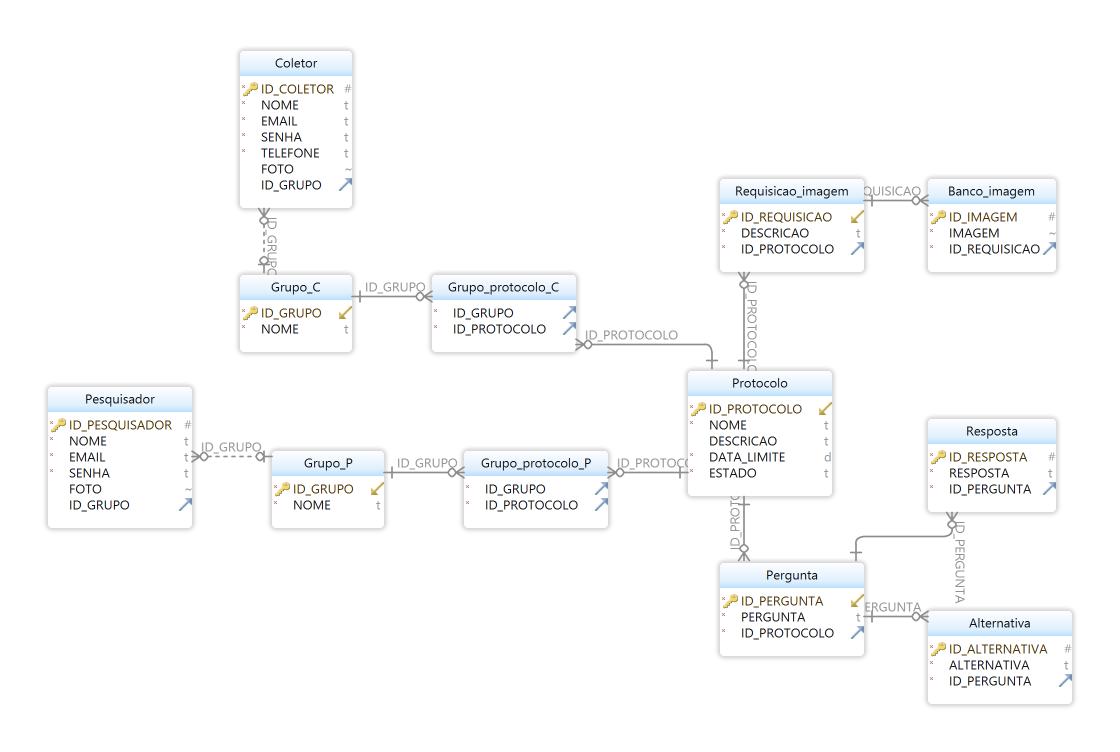 Coletor
ID_COLETOR #
NOME t
EMAIL t
SENHA t
TELEFONE t
FOTO ~
ID_GRUPO
ID_GRUPO
Grupo_C
ID_GRUPO
NOME t
ID_GRUPO
Grupo_protocolo_C
ID_GRUPO
ID_PROTOCOLO
ID_PROTOCOLO
Requisicao_imagem
ID_REQUISICAO
DESCRICAO t
ID_PROTOCOLO
QUISICAO
Banco_imagem
ID_IMAGEM #
IMAGEM ~
ID_REQUISICAO
ID_PROTOCOLO
Protocolo
ID_PROTOCOLO
NOME t
DESCRICAO t
DATA_LIMITE d
ESTADO t
Pesquisador
ID_PESQUISADOR #
NOME t
EMAIL t
SENHA t
FOTO ~
ID_GRUPO
ID_GRUPO
Grupo_P
ID_GRUPO
NOME t
ID_GRUPO
Grupo_protocolo_P
ID_GRUPO
ID_PROTOCOLO
ID_PROTOCO
ID_PROT
Resposta
ID_RESPOSTA #
RESPOSTA t
ID_PERGUNTA
ID_PERGUNTA
Pergunta
ID_PERGUNTA
PERGUNTA t
ID_PROTOCOLO
ERGUNTA
Alternativa
ID_ALTERNATIVA #
ALTERNATIVA t
ID_PERGUNTA